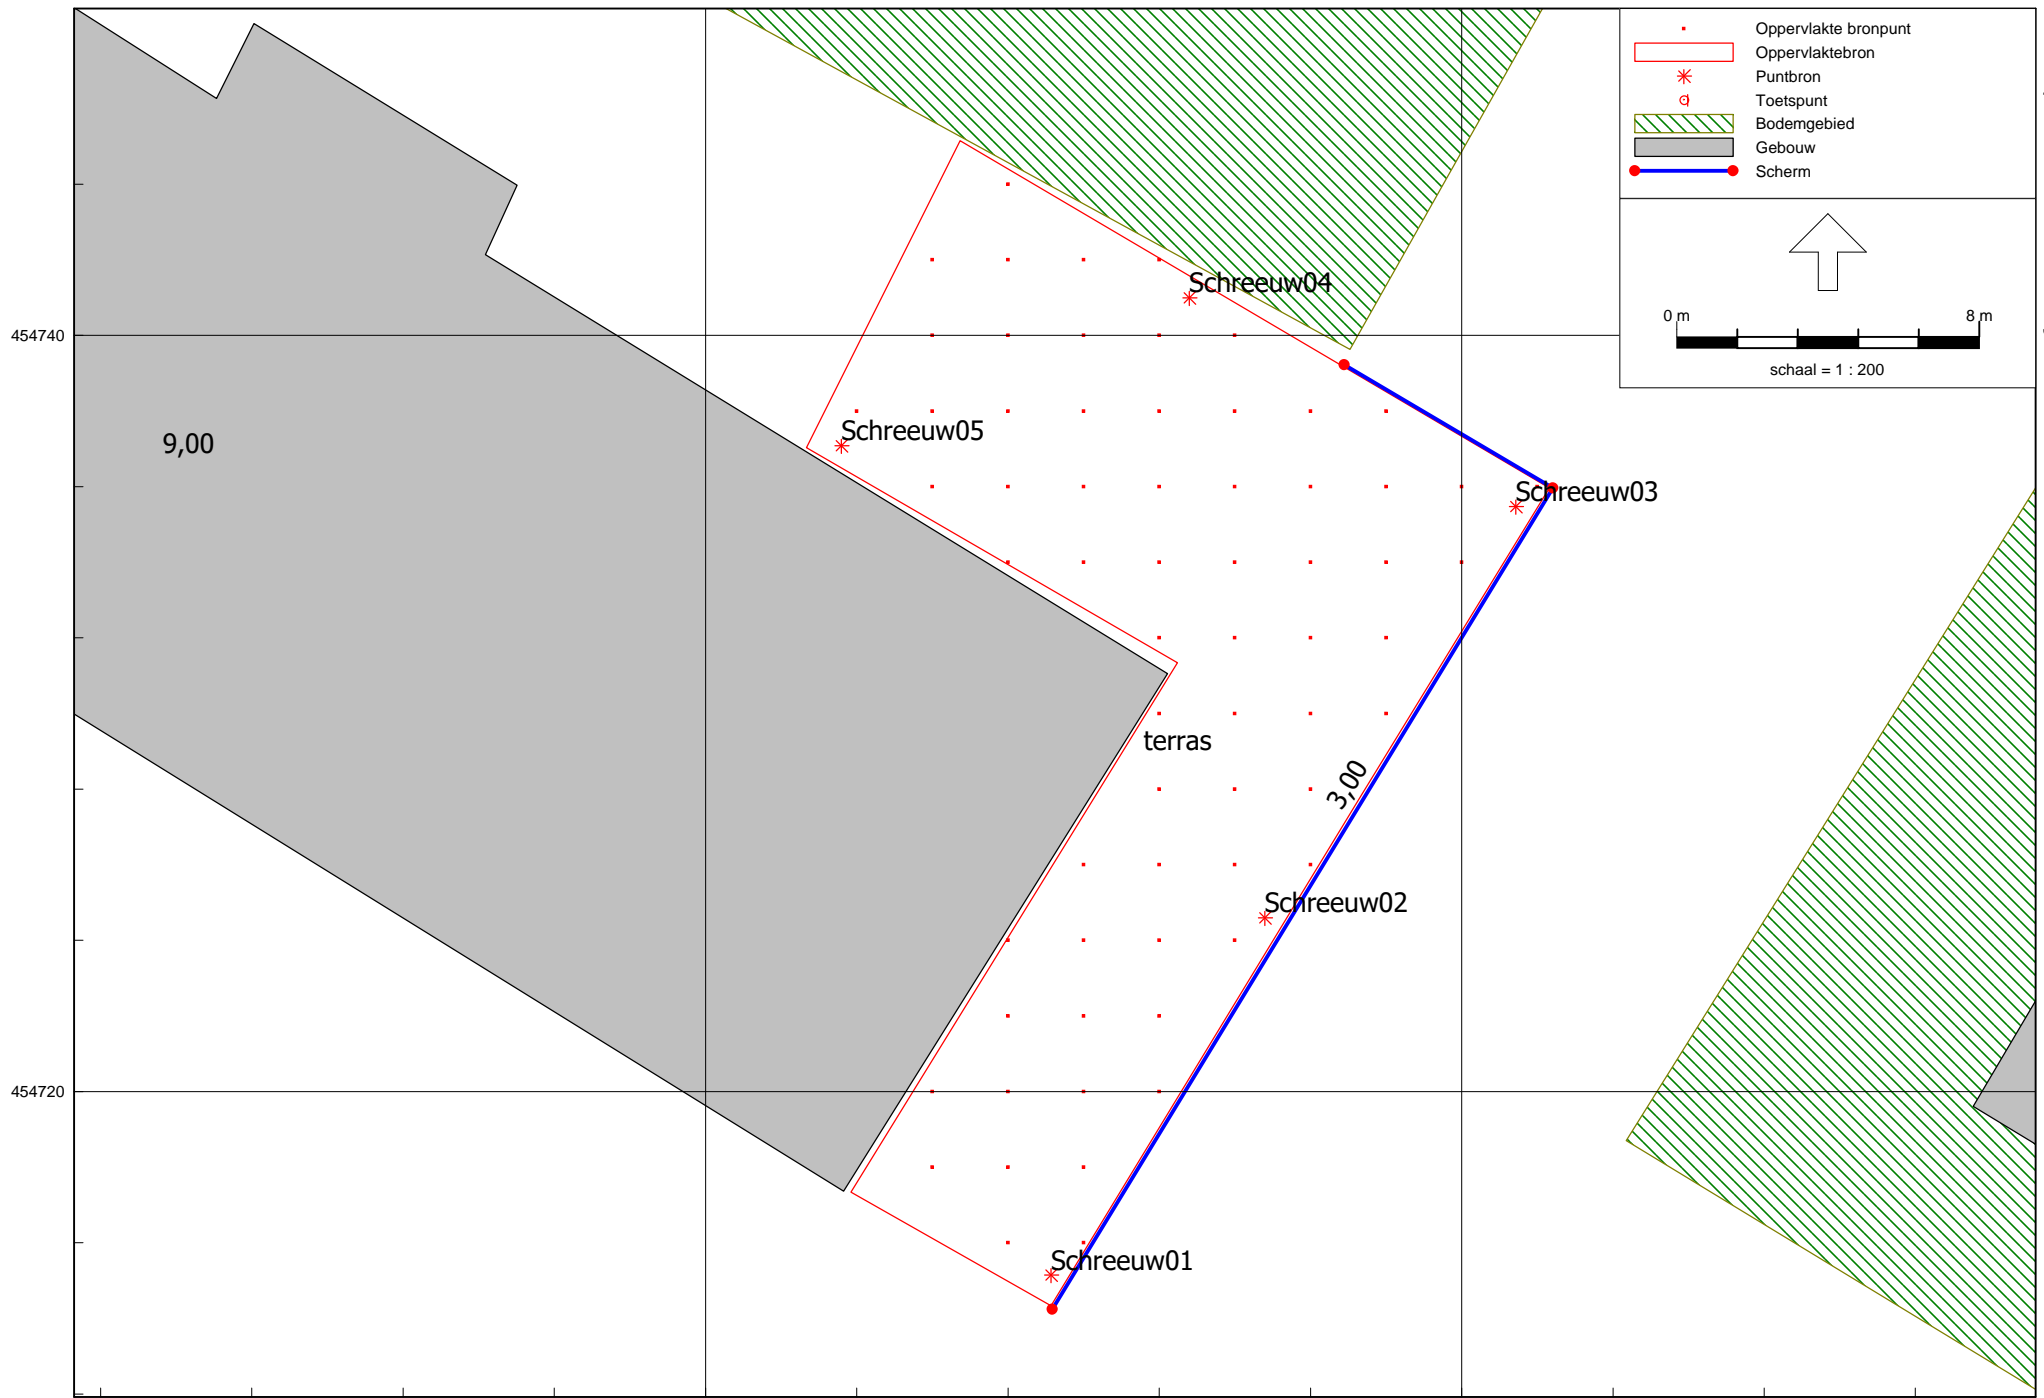 Oppervlakte bronpunt
Oppervlaktebron
Puntbron
Toetspunt
Bodemgebied
Gebouw
Scherm
0 m 8 m
schaal = 1 : 200
Schreeuw04
454740
Schreeuw05
9,00
Schreeuw03
terras
3,00
Schreeuw02
454720
Schreeuw01